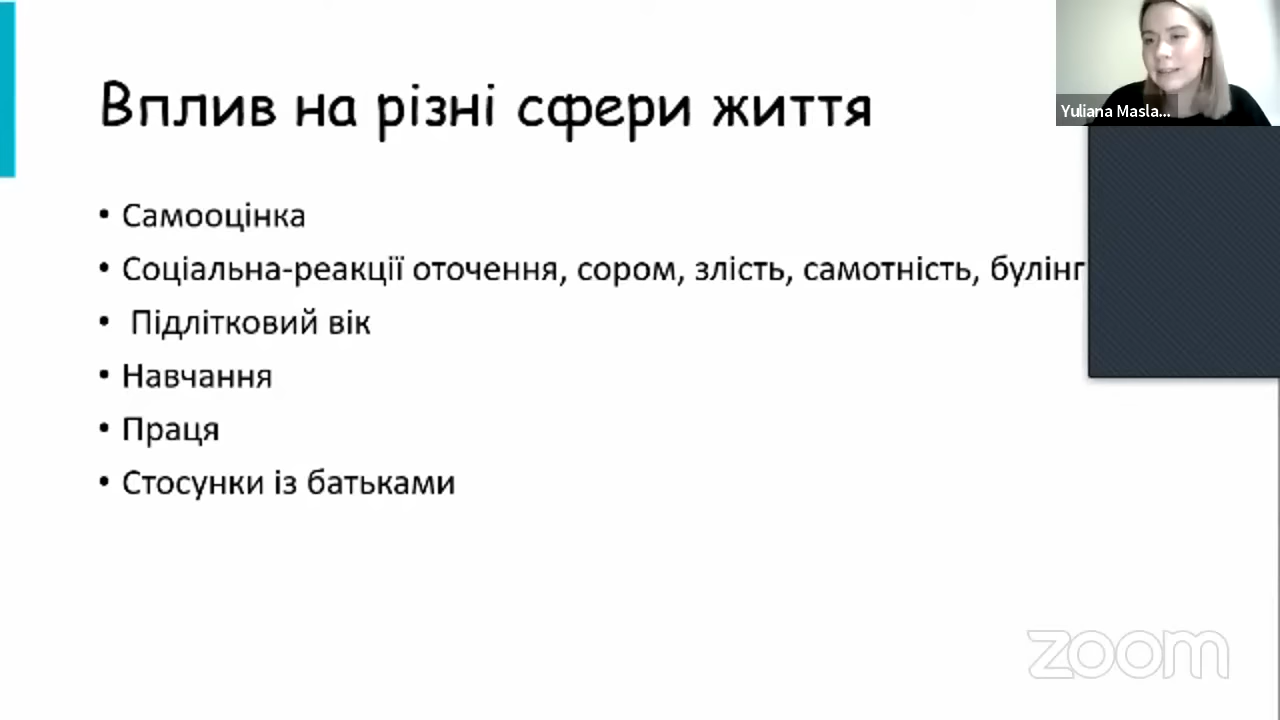 Вплив на різні сфери життя
Yuliana Masla...
• Самооцінка
• Соціальна-реакції оточення, сором, злість, самотність, булінг
• Підлітковий вік
• Навчання
• Праця
• Стосунки із батьками
zoom